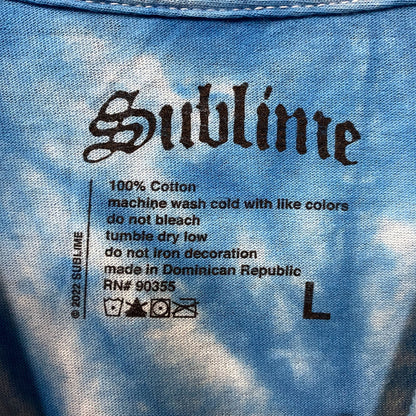 Sublime
100% Cotton
machine wash cold with like colors
do not bleach
tumble dry low
do not iron decoration
made in Dominican Republic
RN# 90355
L
© 2022 SUBLIME